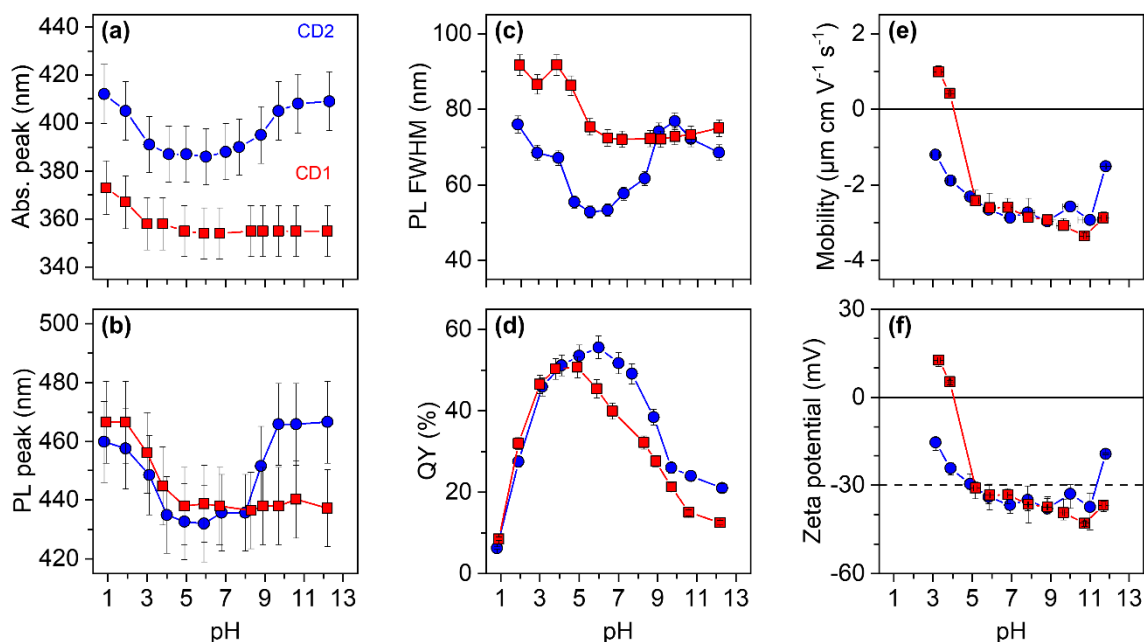 (a)
CD2
CD1
Abs. peak (nm)
440
420
400
380
360
340
(b)
PL peak (nm)
500
480
460
440
420
1 3 5 7 9 11 13
pH
(c)
PL FWHM (nm)
100
80
60
40
(d)
QY (%)
60
40
20
0
1 3 5 7 9 11 13
pH
(e)
Mobility (µm cm V⁻¹ s⁻¹)
2
0
-2
-4
(f)
Zeta potential (mV)
30
0
-30
-60
1 3 5 7 9 11 13
pH